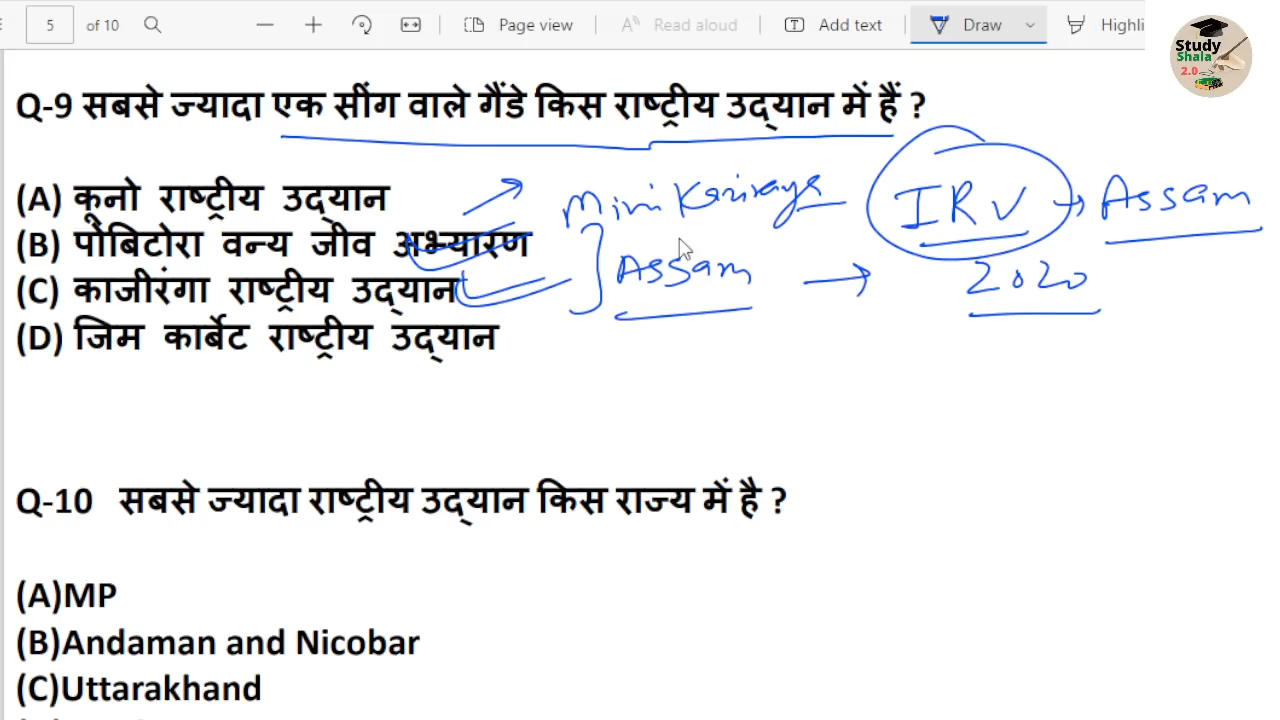 5 of 10 Page view Read aloud Add text Draw Highli
Study
Shala
2.0
Q-9 सबसे ज्यादा एक सींग वाले गैंडे किस राष्ट्रीय उद्यान में हैं ?
(A) कूनो राष्ट्रीय उद्यान
Mini
IRV → Assam
(B) पोबिटोरा वन्य जीव अभ्यारण
Assam → 2020
(C) काजीरंगा राष्ट्रीय उद्यान
(D) जिम कार्बेट राष्ट्रीय उद्यान
Q-10 सबसे ज्यादा राष्ट्रीय उद्यान किस राज्य में है ?
(A)MP
(B)Andaman and Nicobar
(C)Uttarakhand